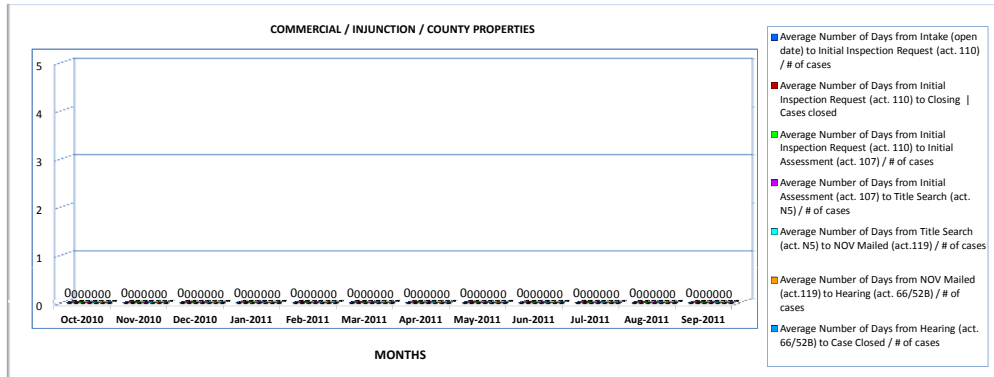 COMMERCIAL / INJUNCTION / COUNTY PROPERTIES
5
4
3
2
1
0
0000000 0000000 0000000 0000000 0000000 0000000 0000000 0000000 0000000 0000000 0000000 0000000
Oct-2010 Nov-2010 Dec-2010 Jan-2011 Feb-2011 Mar-2011 Apr-2011 May-2011 Jun-2011 Jul-2011 Aug-2011 Sep-2011
MONTHS
Average Number of Days from Intake (open
date) to Initial Inspection Request (act. 110)
/ # of cases
Average Number of Days from Initial
Inspection Request (act. 110) to Closing |
Cases closed
Average Number of Days from Initial
Inspection Request (act. 110) to Initial
Assessment (act. 107) / # of cases
Average Number of Days from Initial
Assessment (act. 107) to Title Search (act.
N5) / # of cases
Average Number of Days from Title Search
(act. N5) to NOV Mailed (act.119) / # of cases
Average Number of Days from NOV Mailed
(act.119) to Hearing (act. 66/52B) / # of
cases
Average Number of Days from Hearing (act.
66/52B) to Case Closed / # of cases